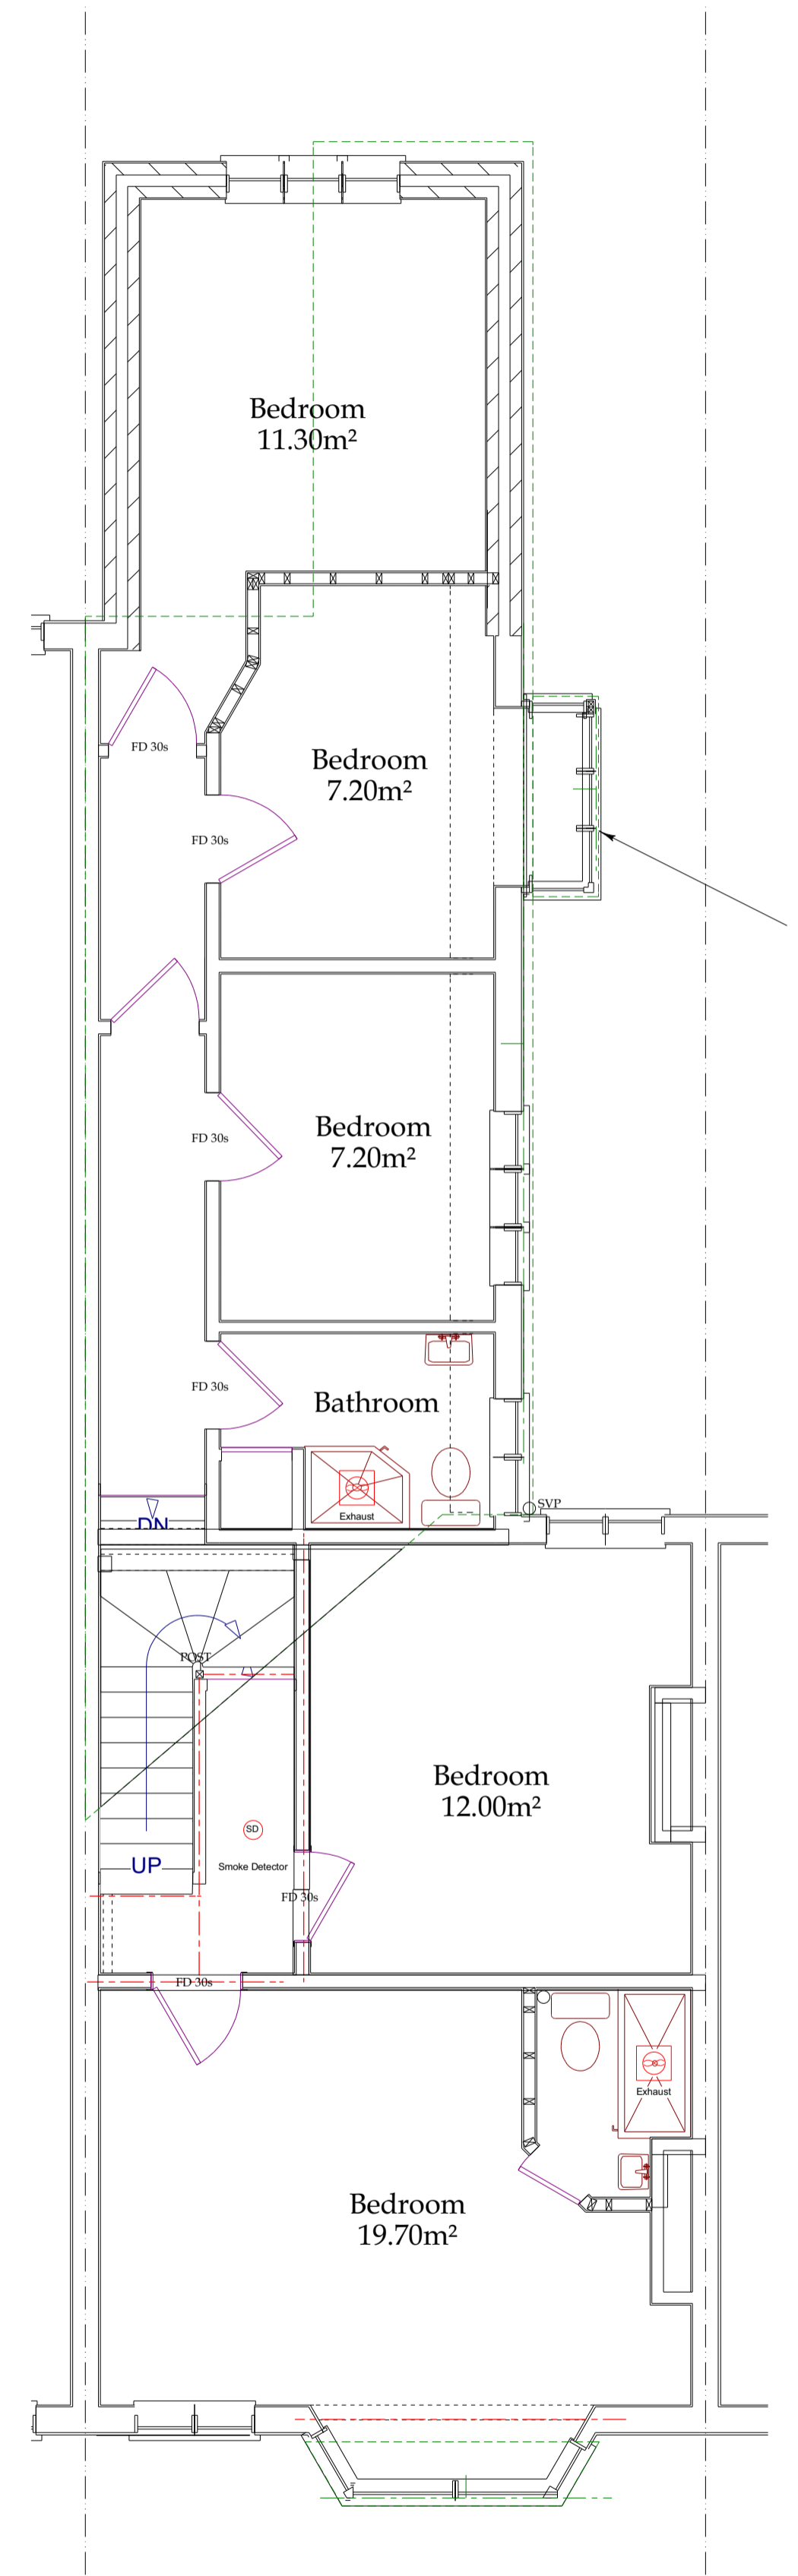 Bedroom
11.30m²
FD 30s
Bedroom
7.20m²
FD 30s
Bedroom
7.20m²
FD 30s
FD 30s
Bathroom
Exhaust
SVP
DN
POST
Bedroom
12.00m²
SD
UP
Smoke Detector
FD 30s
FD 30s
Exhaust
Bedroom
19.70m²